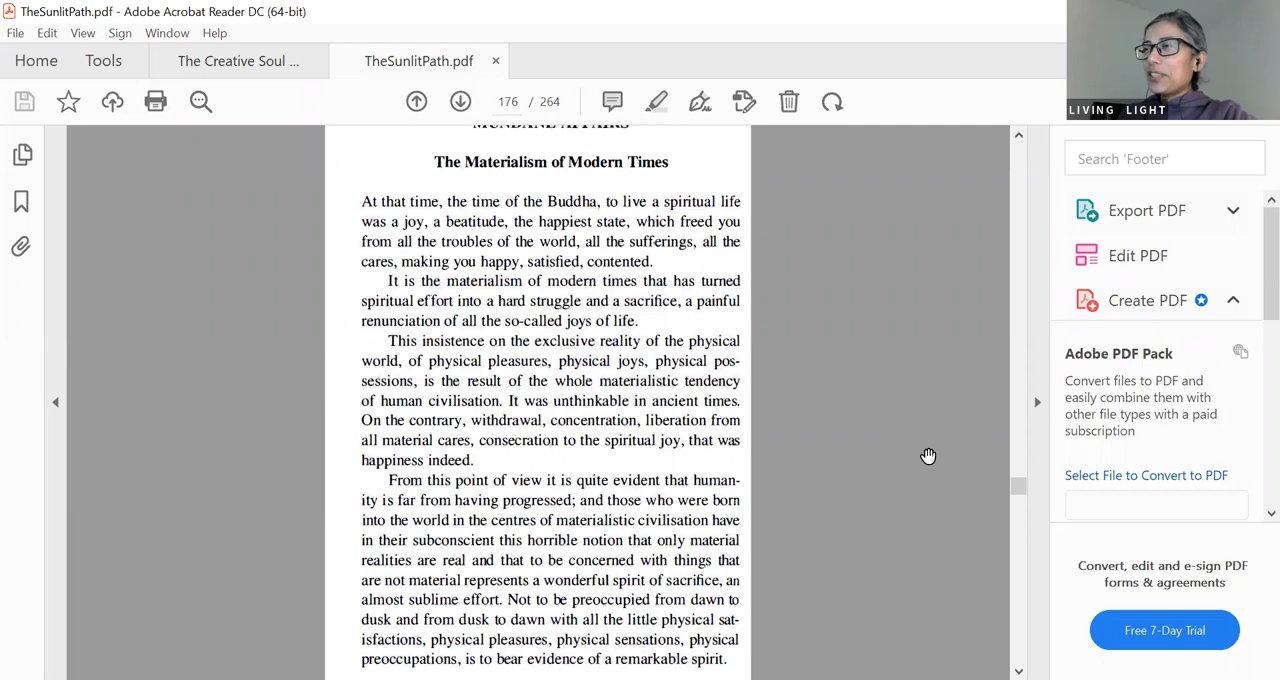 TheSunlitPath.pdf - Adobe Acrobat Reader DC (64-bit)
File Edit View Sign Window Help
Home Tools The Creative Soul ... TheSunlitPath.pdf ×
176 / 264
LIVING LIGHT
MUNDANE AFFAIRS
The Materialism of Modern Times
At that time, the time of the Buddha, to live a spiritual life
was a joy, a beatitude, the happiest state, which freed you
from all the troubles of the world, all the sufferings, all the
cares, making you happy, satisfied, contented.
It is the materialism of modern times that has turned
spiritual effort into a hard struggle and a sacrifice, a painful
renunciation of all the so-called joys of life.
This insistence on the exclusive reality of the physical
world, of physical pleasures, physical joys, physical pos-
sessions, is the result of the whole materialistic tendency
of human civilisation. It was unthinkable in ancient times.
On the contrary, withdrawal, concentration, liberation from
all material cares, consecration to the spiritual joy, that was
happiness indeed.
From this point of view it is quite evident that human-
ity is far from having progressed; and those who were born
into the world in the centres of materialistic civilisation have
in their subconscient this horrible notion that only material
realities are real and that to be concerned with things that
are not material represents a wonderful spirit of sacrifice, an
almost sublime effort. Not to be preoccupied from dawn to
dusk and from dusk to dawn with all the little physical sat-
isfactions, physical pleasures, physical sensations, physical
preoccupations, is to bear evidence of a remarkable spirit.
Search 'Footer'
Export PDF
Edit PDF
Create PDF
Adobe PDF Pack
Convert files to PDF and
easily combine them with
other file types with a paid
subscription
Select File to Convert to PDF
Convert, edit and e-sign PDF
forms & agreements
Free 7-Day Trial